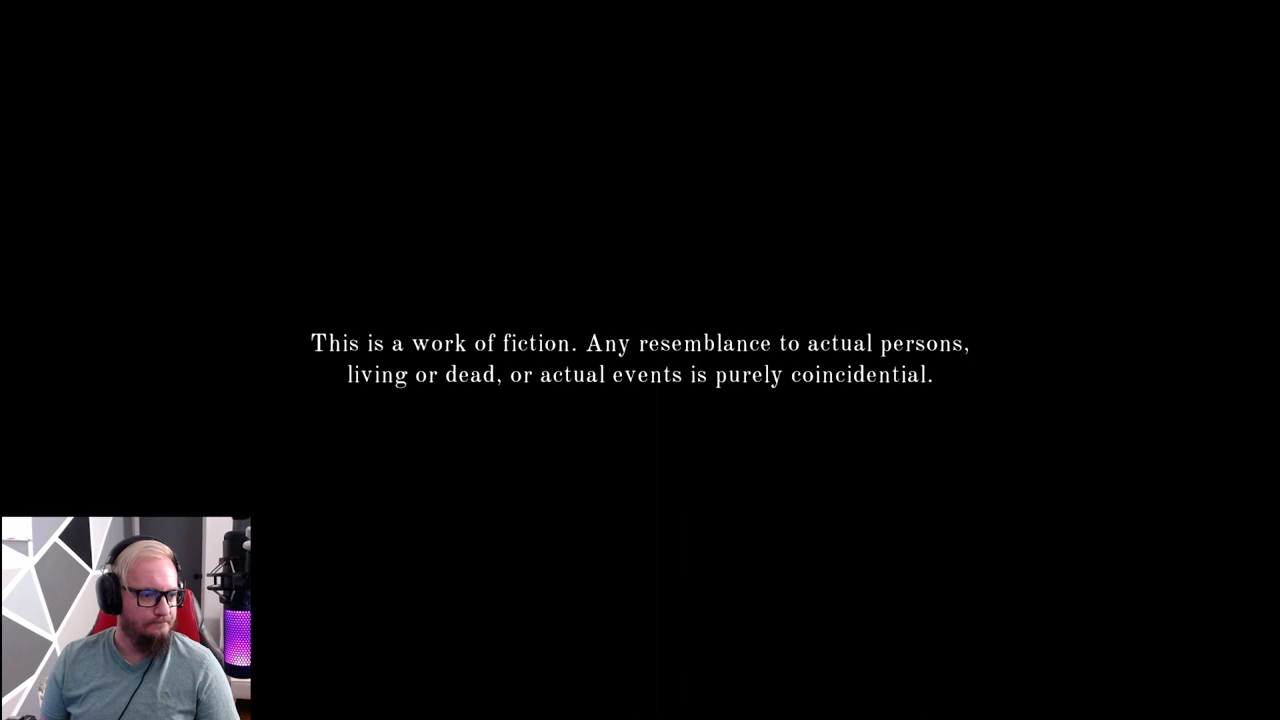 This is a work of fiction. Any resemblance to actual persons,
living or dead, or actual events is purely coincidential.